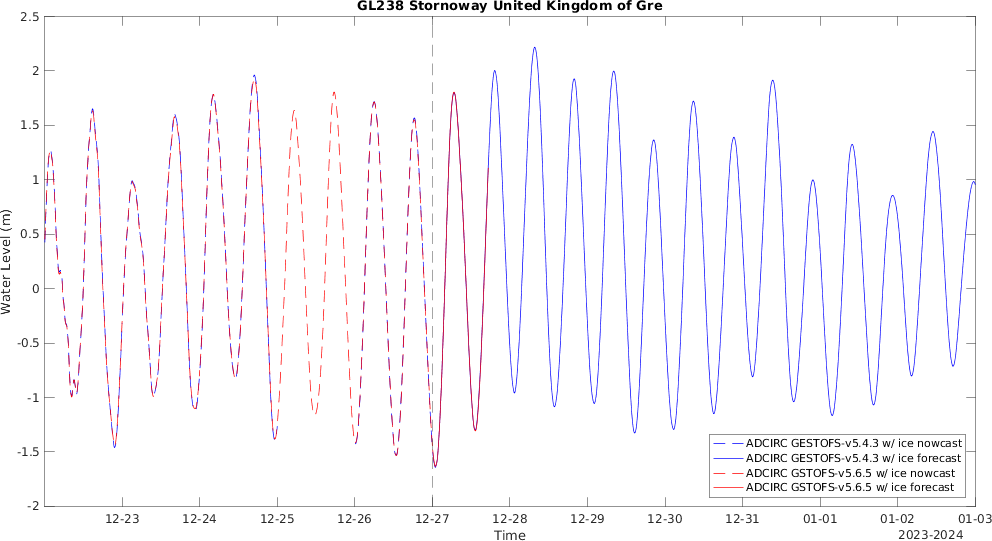 GL238 Stornoway United Kingdom of Gre
2.5
2
1.5
1
0.5
0
-0.5
-1
-1.5
-2
Water Level (m)
12-23 12-24 12-25 12-26 12-27 12-28 12-29 12-30 12-31 01-01 01-02 01-03
Time
2023-2024
ADCIRC GESTOFS-v5.4.3 w/ ice nowcast
ADCIRC GESTOFS-v5.4.3 w/ ice forecast
ADCIRC GSTOFS-v5.6.5 w/ ice nowcast
ADCIRC GSTOFS-v5.6.5 w/ ice forecast